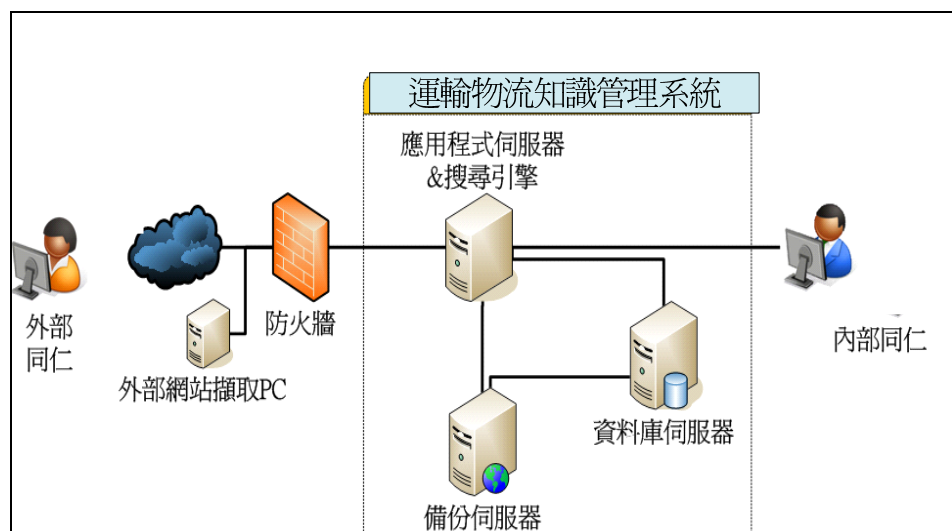 運輸物流知識管理系統
應用程式伺服器
&搜尋引擎
外部
同仁
外部網站擷取PC
防火牆
內部同仁
資料庫伺服器
備份伺服器